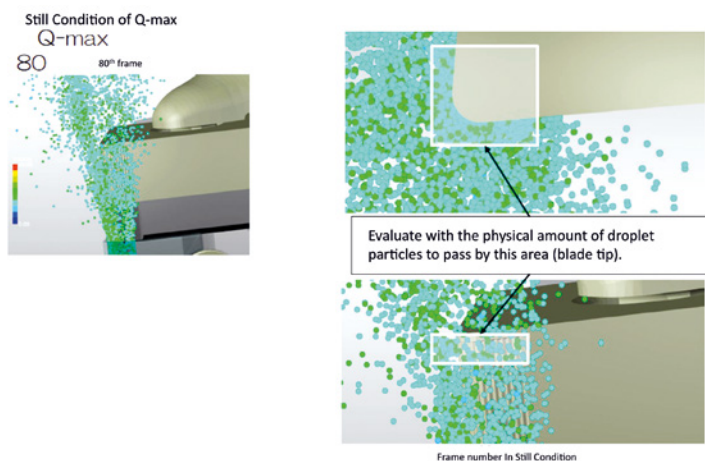 Still Condition of Q-max
Q-max
80
80th frame
Evaluate with the physical amount of droplet
particles to pass by this area (blade tip).
Frame number In Still Condition